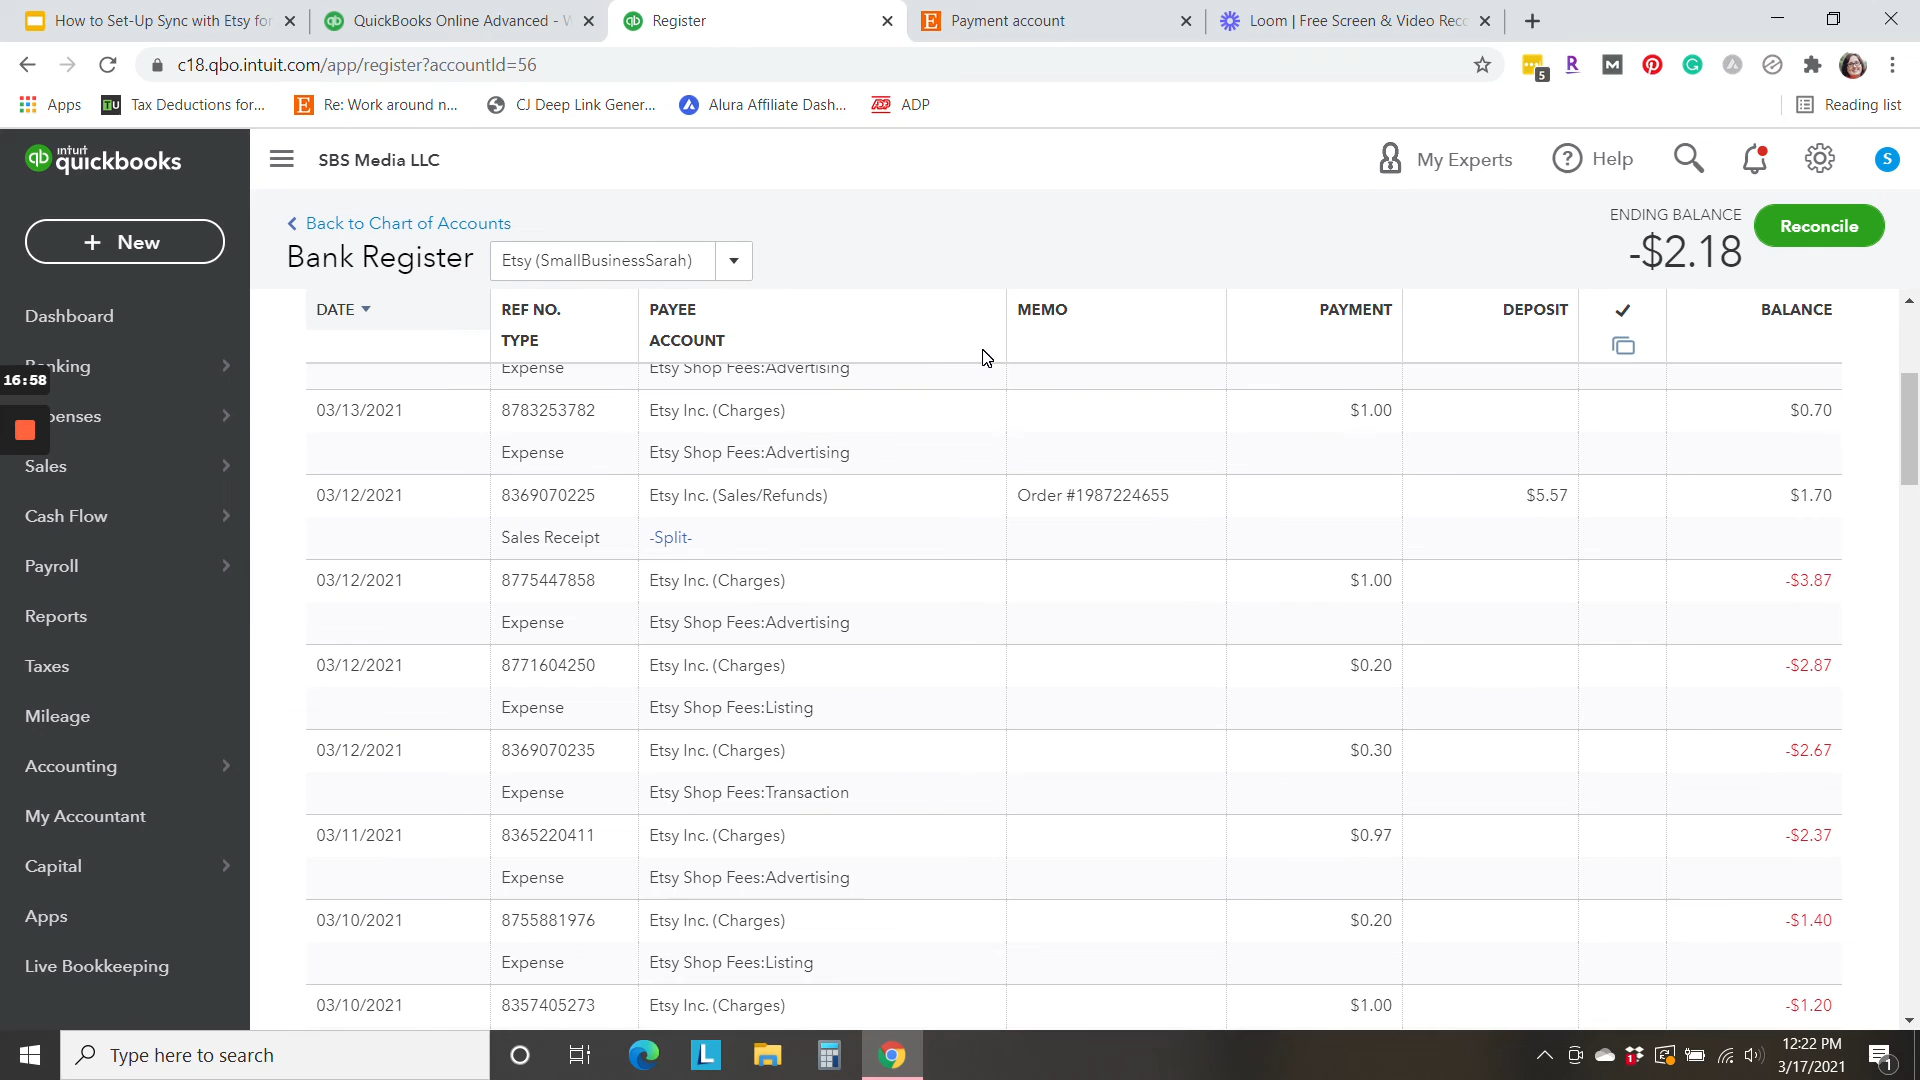 How to Set-Up Sync with Etsy for
QuickBooks Online Advanced - W
Register
Payment account
Loom | Free Screen & Video Reco
c18.qbo.intuit.com/app/register?accountId=56
5
Apps
Tax Deductions for...
Re: Work around n...
CJ Deep Link Gener...
Alura Affiliate Dash...
ADP
Reading list
intuit
quickbooks
SBS Media LLC
My Experts
Help
S
New
Back to Chart of Accounts
Bank Register
Etsy (SmallBusinessSarah)
ENDING BALANCE
-$2.18
Reconcile
Dashboard
Banking
16:58
Expenses
Sales
Cash Flow
Payroll
Reports
Taxes
Mileage
Accounting
My Accountant
Capital
Apps
Live Bookkeeping
DATE REF NO. PAYEE MEMO PAYMENT DEPOSIT BALANCE
TYPE ACCOUNT
Expense Etsy Shop Fees:Advertising
03/13/2021 8783253782 Etsy Inc. (Charges) $1.00 $0.70
Expense Etsy Shop Fees:Advertising
03/12/2021 8369070225 Etsy Inc. (Sales/Refunds) Order #1987224655 $5.57 $1.70
Sales Receipt -Split-
03/12/2021 8775447858 Etsy Inc. (Charges) $1.00 -$3.87
Expense Etsy Shop Fees:Advertising
03/12/2021 8771604250 Etsy Inc. (Charges) $0.20 -$2.87
Expense Etsy Shop Fees:Listing
03/12/2021 8369070235 Etsy Inc. (Charges) $0.30 -$2.67
Expense Etsy Shop Fees:Transaction
03/11/2021 8365220411 Etsy Inc. (Charges) $0.97 -$2.37
Expense Etsy Shop Fees:Advertising
03/10/2021 8755881976 Etsy Inc. (Charges) $0.20 -$1.40
Expense Etsy Shop Fees:Listing
03/10/2021 8357405273 Etsy Inc. (Charges) $1.00 -$1.20
Type here to search
12:22 PM
3/17/2021
1